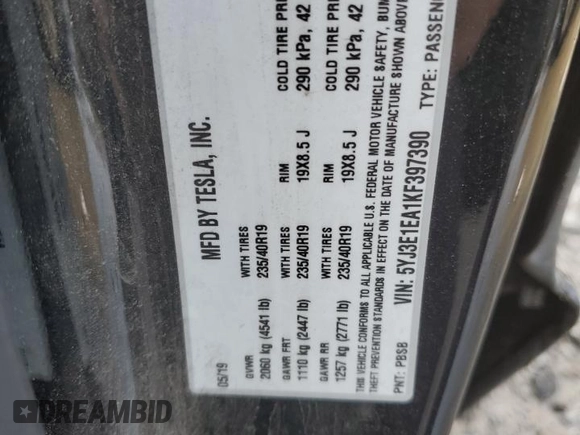 MFD BY TESLA, INC.
05/19
GVWR
2060 kg (4541 lb)
WITH TIRES
235/40R19
RIM
19X8.5 J
COLD TIRE
290 kPa, 42
GAWR FRT
1110 kg (2447 lb)
WITH TIRES
235/40R19
RIM
19X8.5 J
COLD TIRE
290 kPa, 42
GAWR RR
1257 kg (2771 lb)
WITH TIRES
235/40R19
THIS VEHICLE CONFORMS TO ALL APPLICABLE U.S. FEDERAL MOTOR VEHICLE SAFETY,
THEFT PREVENTION STANDARDS IN EFFECT ON THE DATE OF MANUFACTURE SHOWN ABOVE
PNT: PBSB
VIN: 5YJ3E1EA1KF397390
TYPE:
DREAMBID
dreambid.com